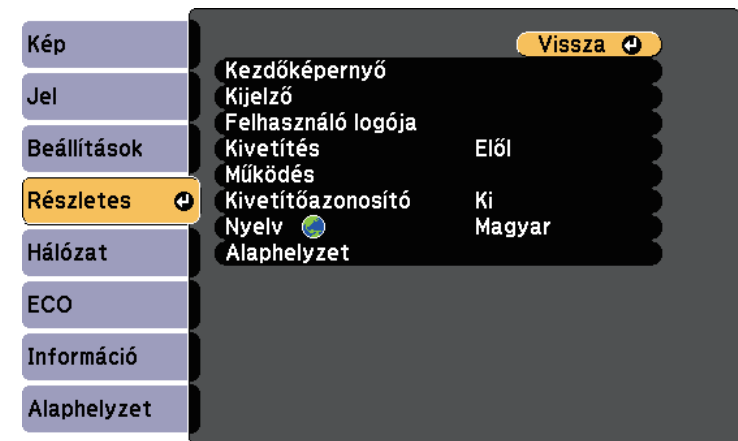 Kép
Jel
Beállítások
Részletes
Hálózat
ECO
Információ
Alaphelyzet
Vissza
Kezdőképernyő
Kijelző
Felhasználó logója
Kivetítés Elől
Működés
Kivetítőazonosító Ki
Nyelv Magyar
Alaphelyzet